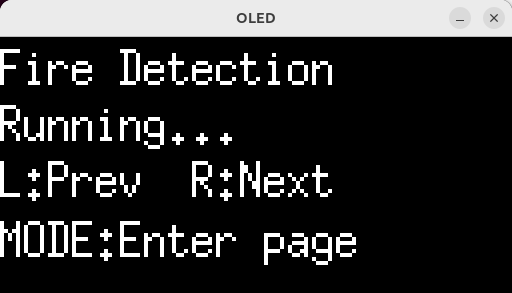 OLED
Fire Detection
Running...
L:Prev  R:Next
MODE:Enter page